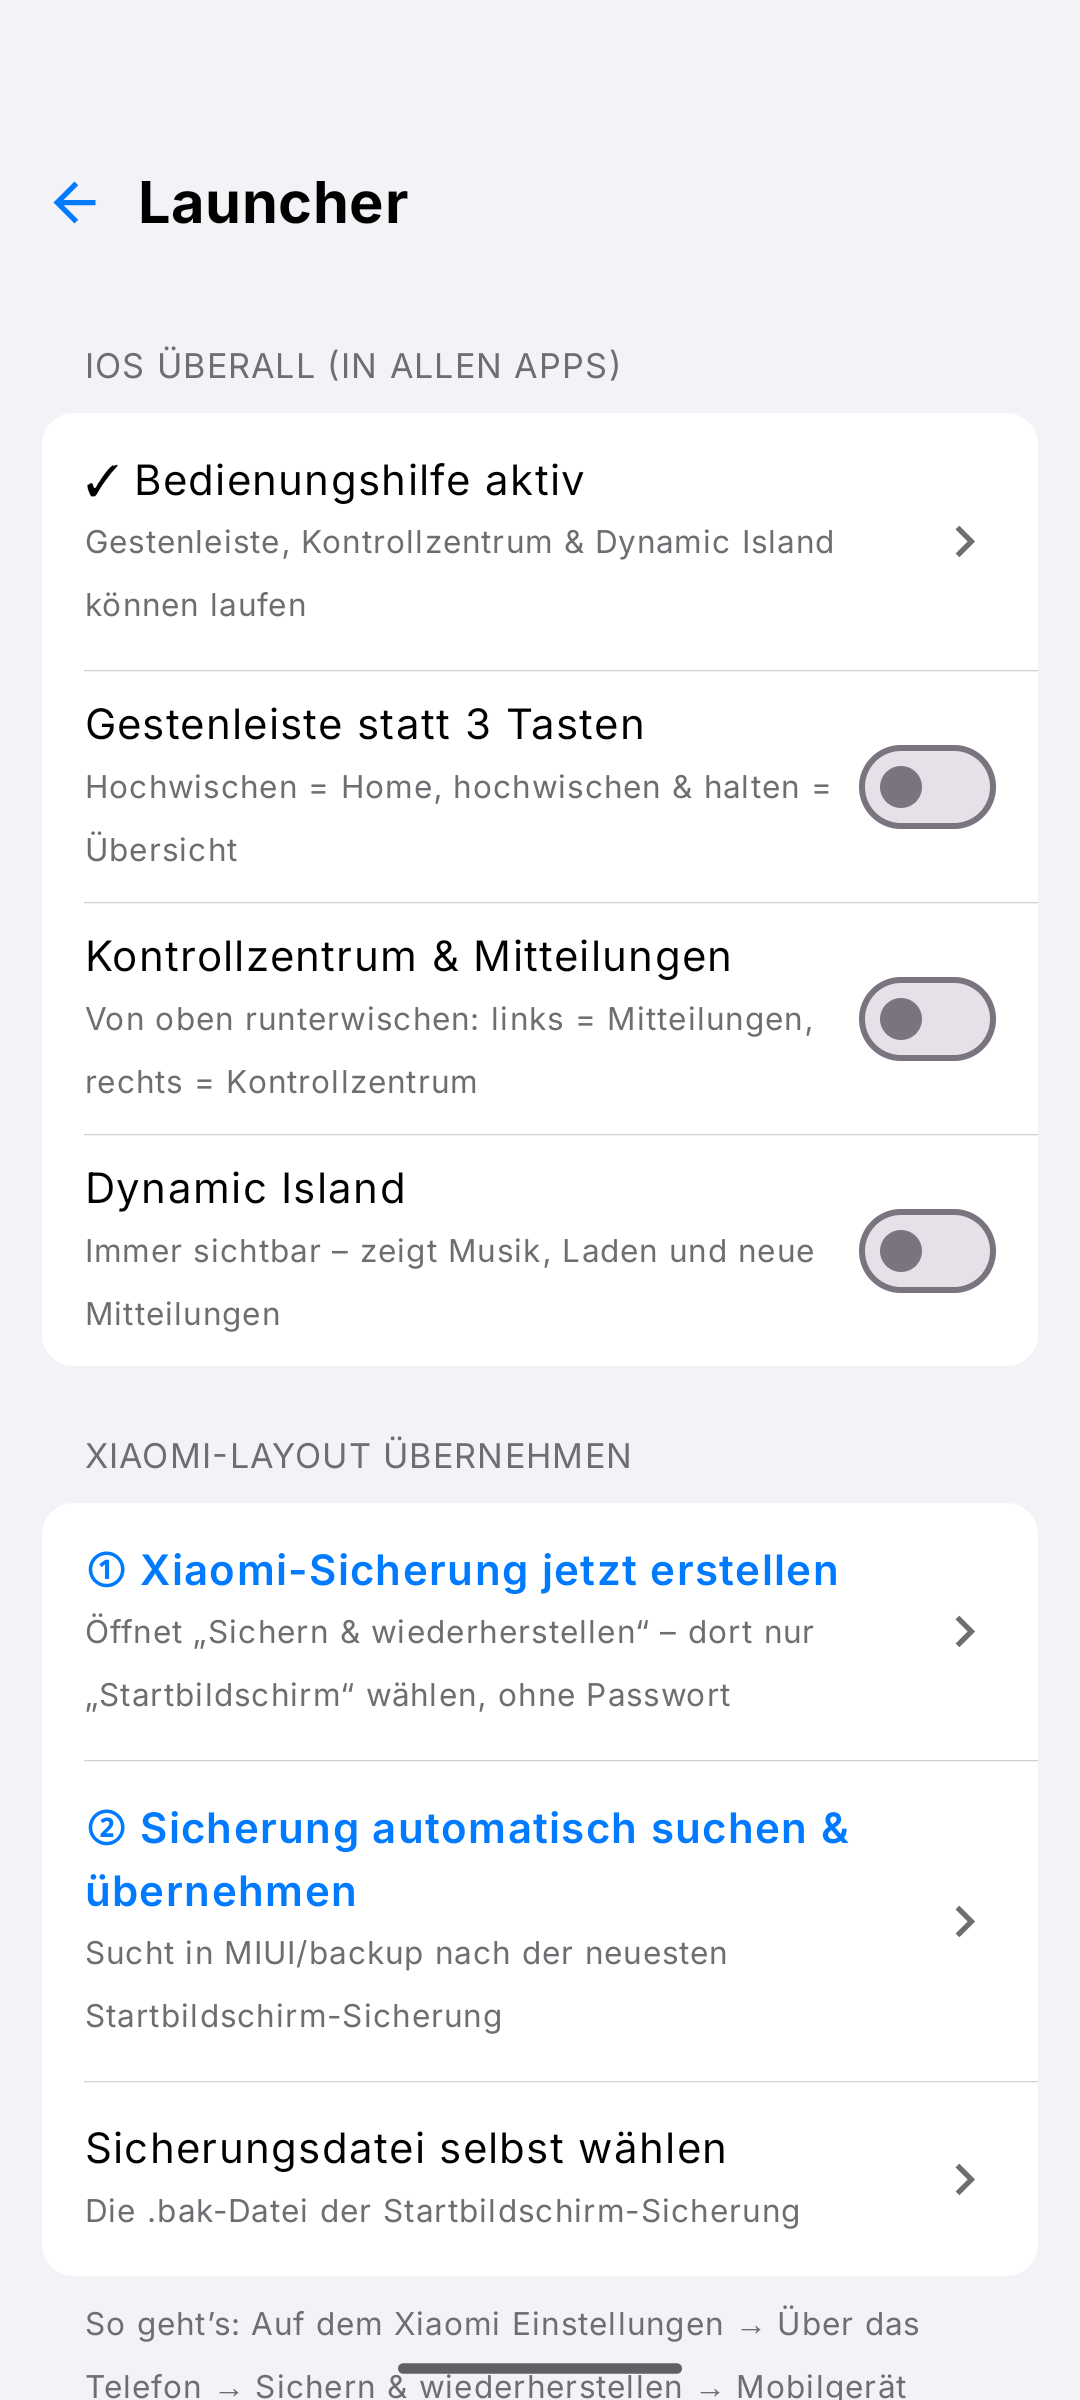 Launcher
IOS ÜBERALL (IN ALLEN APPS)
✓ Bedienungshilfe aktiv
Gestenleiste, Kontrollzentrum & Dynamic Island
können laufen
Gestenleiste statt 3 Tasten
Hochwischen = Home, hochwischen & halten =
Übersicht
Kontrollzentrum & Mitteilungen
Von oben runterwischen: links = Mitteilungen,
rechts = Kontrollzentrum
Dynamic Island
Immer sichtbar – zeigt Musik, Laden und neue
Mitteilungen
XIAOMI-LAYOUT ÜBERNEHMEN
① Xiaomi-Sicherung jetzt erstellen
Öffnet „Sichern & wiederherstellen“ – dort nur
„Startbildschirm“ wählen, ohne Passwort
② Sicherung automatisch suchen &
übernehmen
Sucht in MIUI/backup nach der neuesten
Startbildschirm-Sicherung
Sicherungsdatei selbst wählen
Die .bak-Datei der Startbildschirm-Sicherung
So geht’s: Auf dem Xiaomi Einstellungen → Über das
Telefon → Sichern & wiederherstellen → Mobilgerät